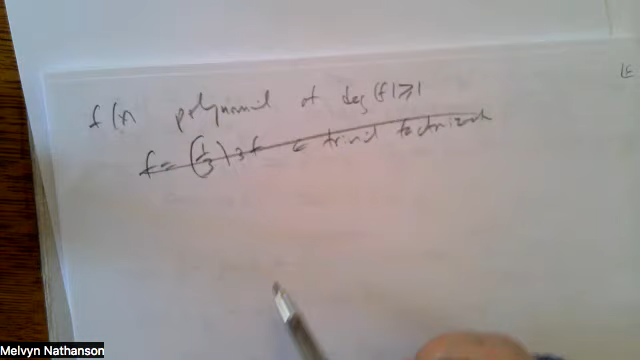 f(x) polynomial of deg(f) ≥ 1
f = (1/3) 3f a trivial factorization
Melvyn Nathanson